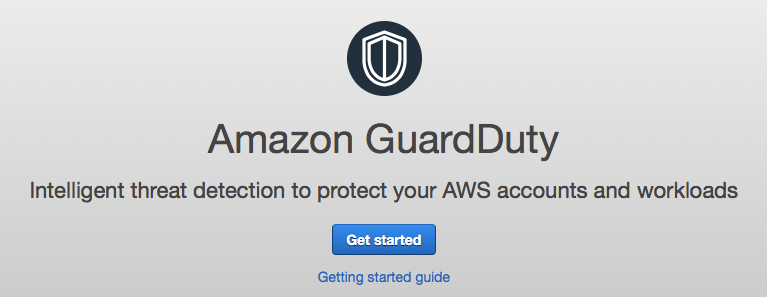 Amazon GuardDuty
Intelligent threat detection to protect your AWS accounts and workloads
Get started
Getting started guide